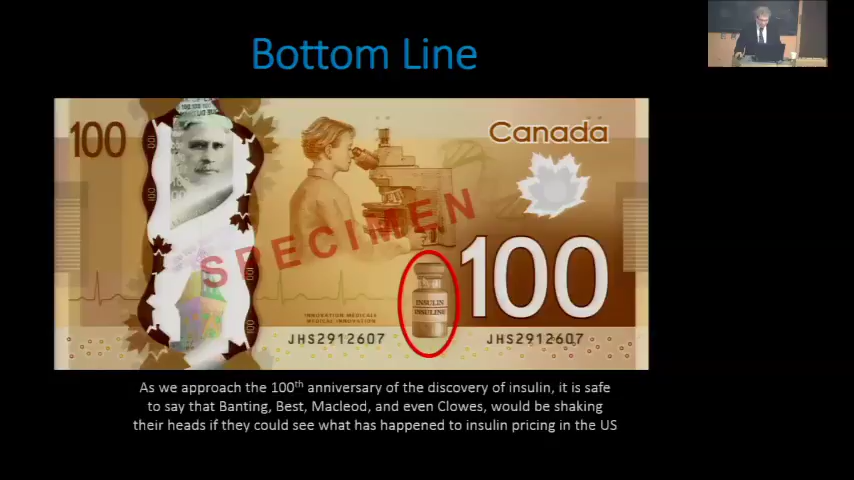 Bottom Line
100
Canada
SPECIMEN
100
INSULIN
INSULINE
INNOVATION MÉDICALE
MEDICAL INNOVATION
JHS2912607
JHS2912607
100
100
100
As we approach the 100th anniversary of the discovery of insulin, it is safe
to say that Banting, Best, Macleod, and even Clowes, would be shaking
their heads if they could see what has happened to insulin pricing in the US